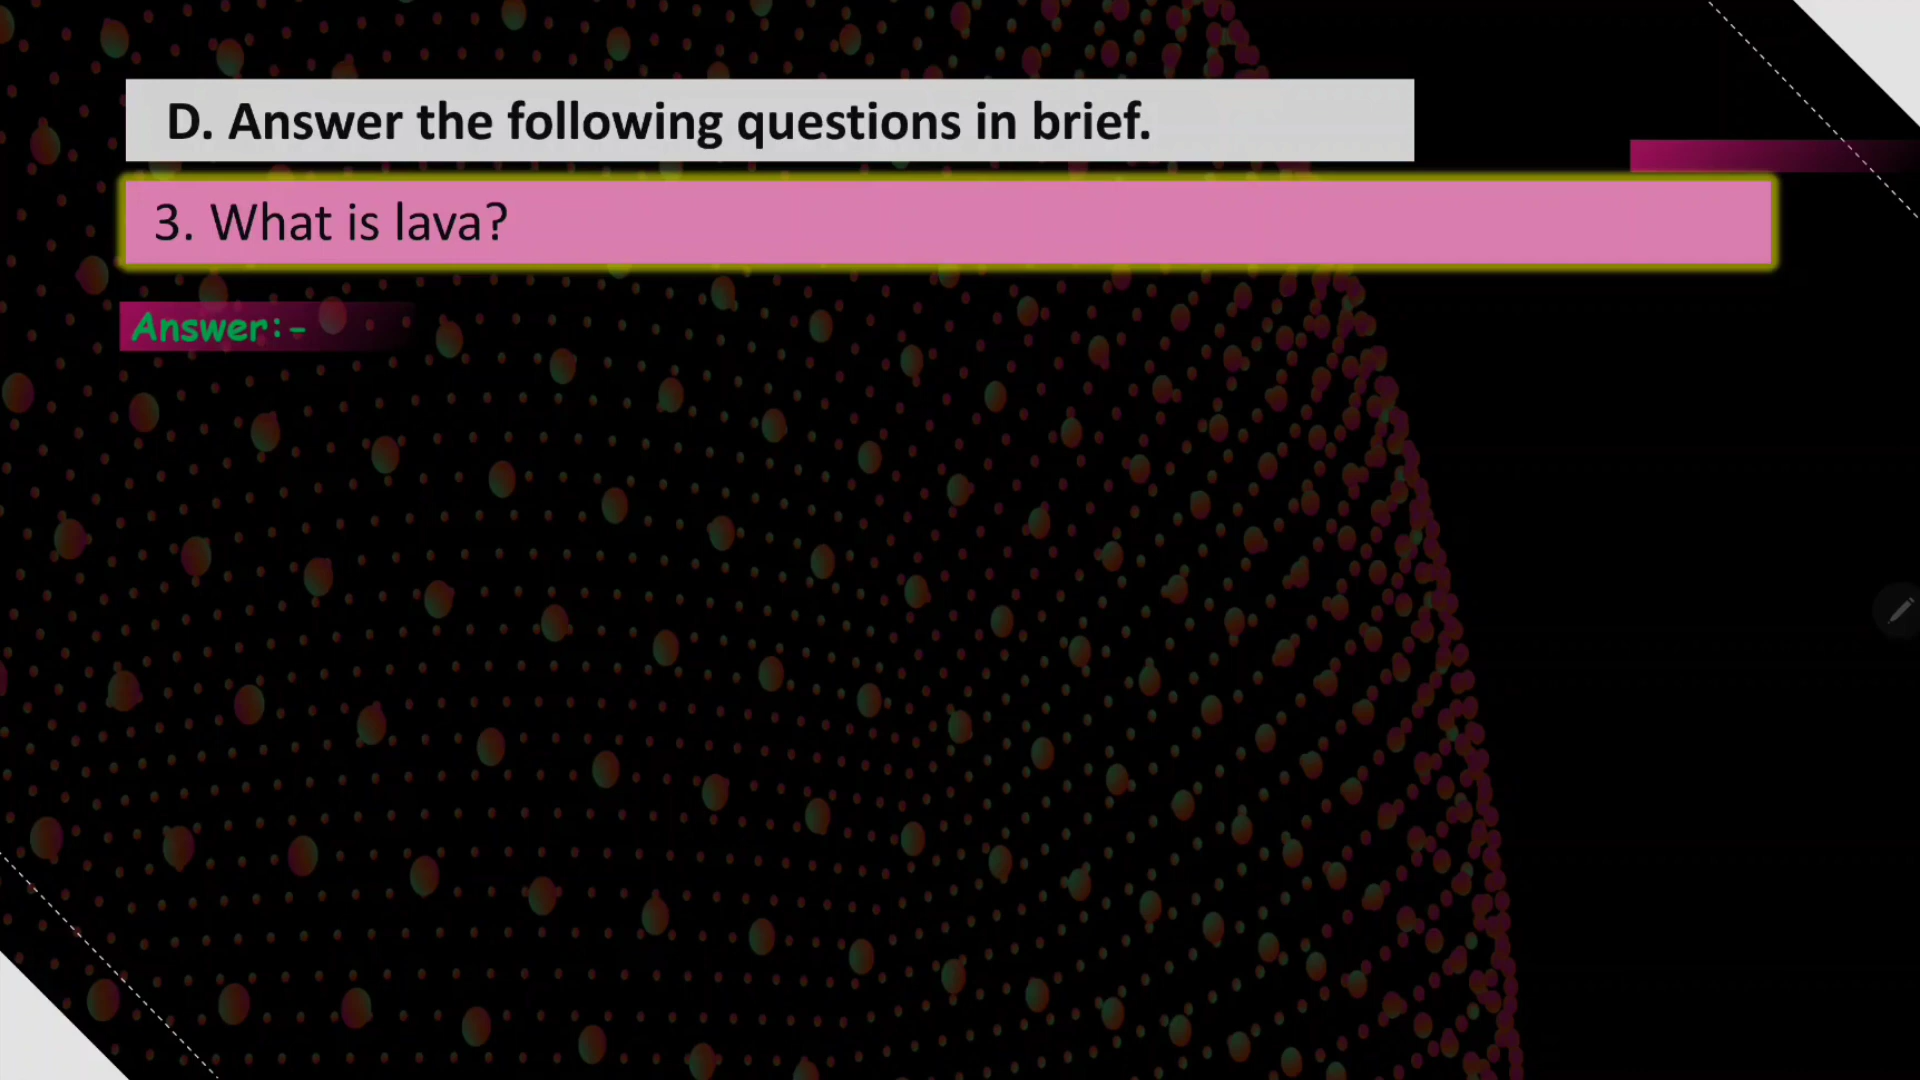 D. Answer the following questions in brief.
3. What is lava?
Answer:-